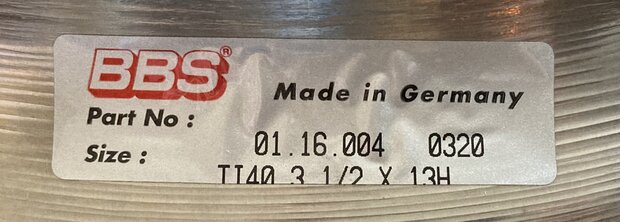 BBS® Made in Germany
Part No : 01.16.004 0320
Size : TI40 3 1/2 X 13H